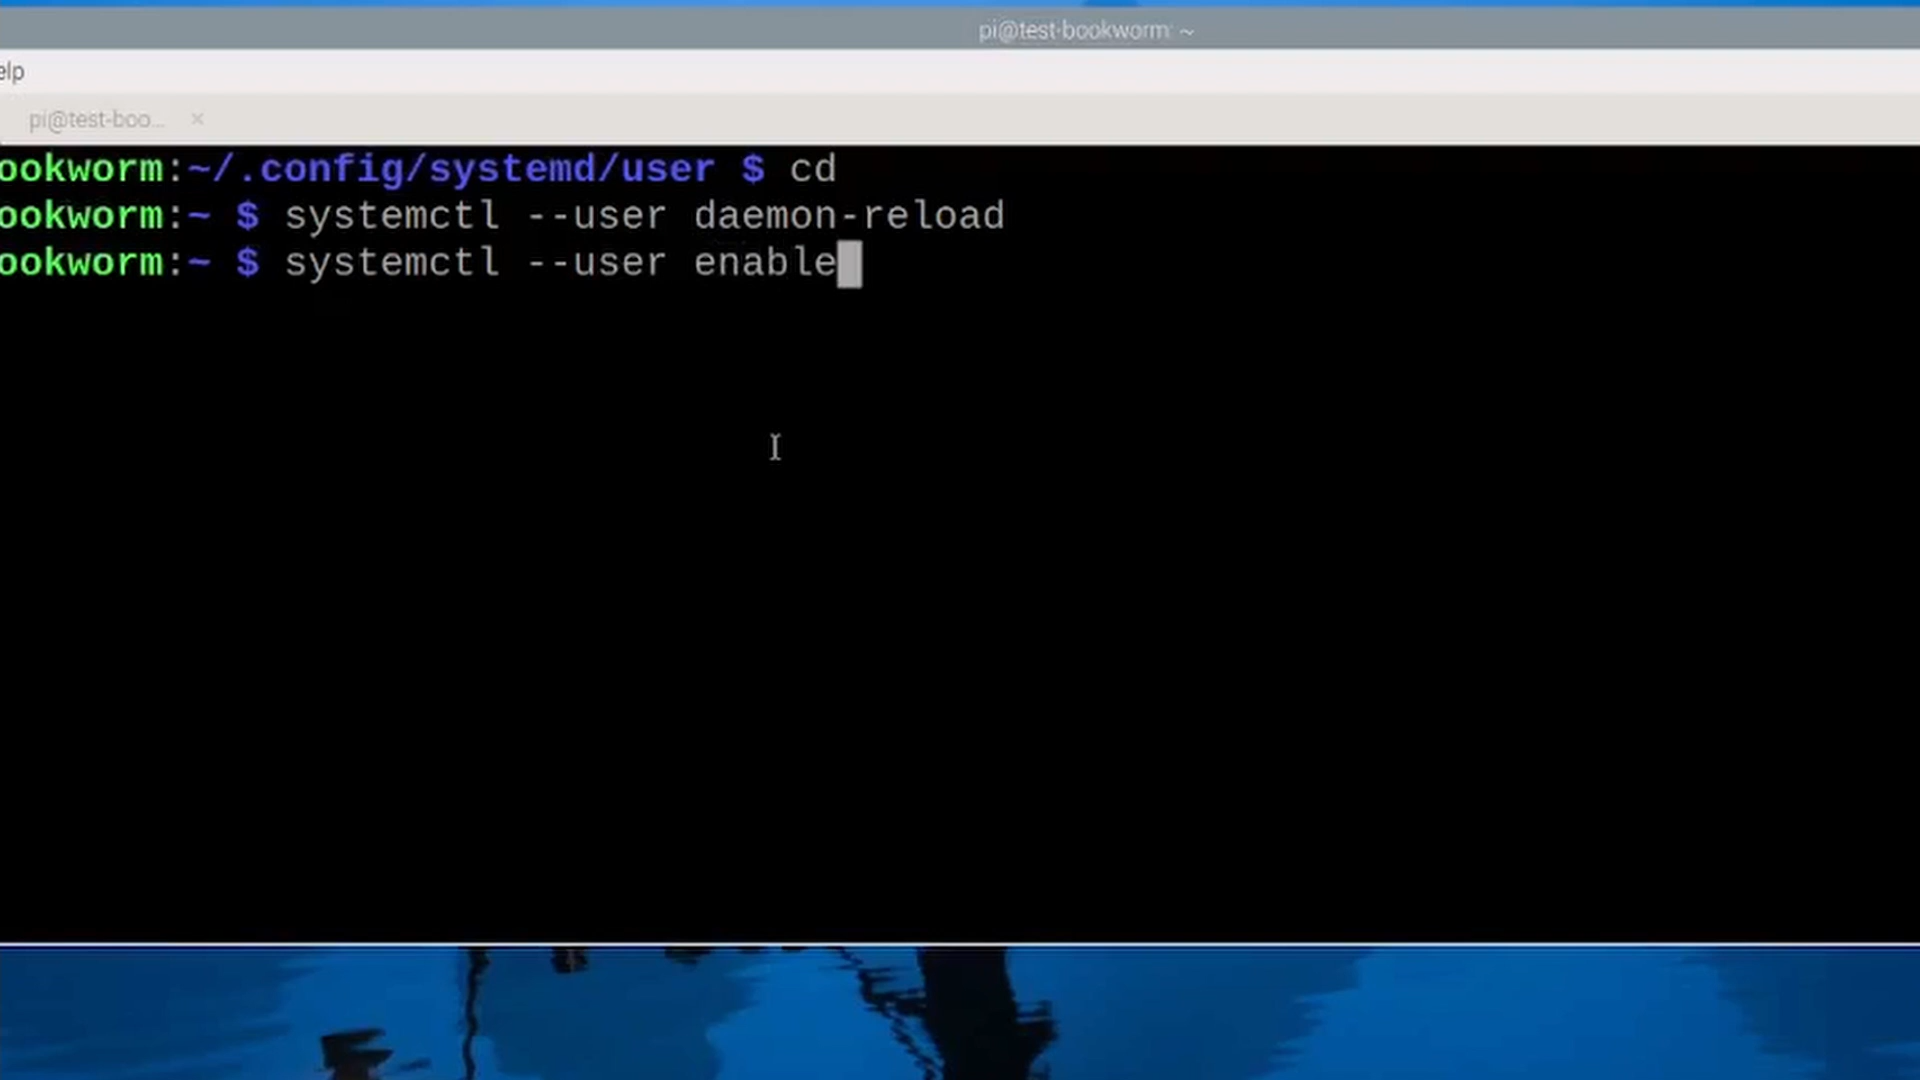 pi@test-bookworm: ~
elp
pi@test-boo... ×
ookworm:~/.config/systemd/user $ cd
ookworm:~ $ systemctl --user daemon-reload
ookworm:~ $ systemctl --user enable